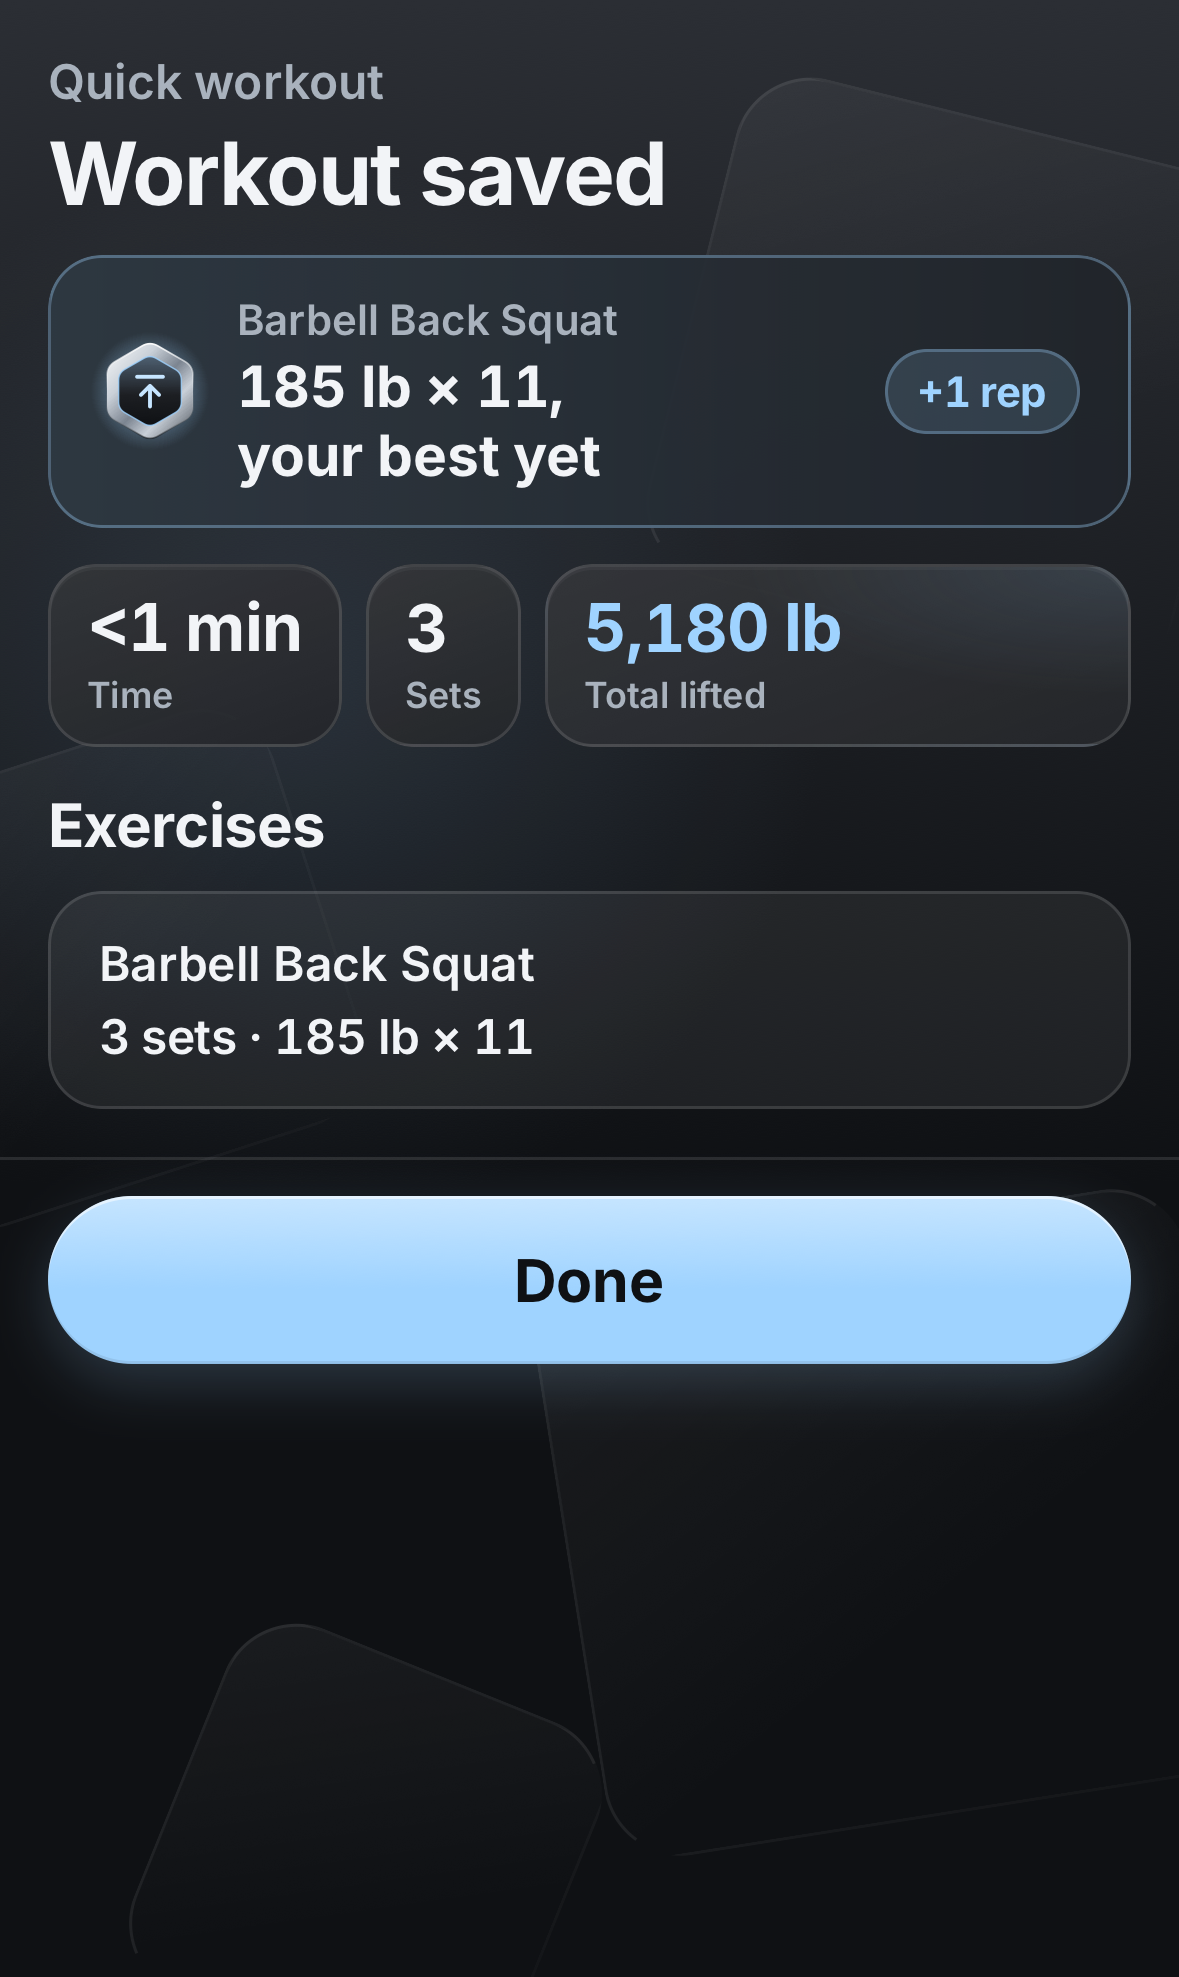 Quick workout
Workout saved
Barbell Back Squat
185 lb × 11,
your best yet
+1 rep
<1 min
Time
3
Sets
5,180 lb
Total lifted
Exercises
Barbell Back Squat
3 sets · 185 lb × 11
Done